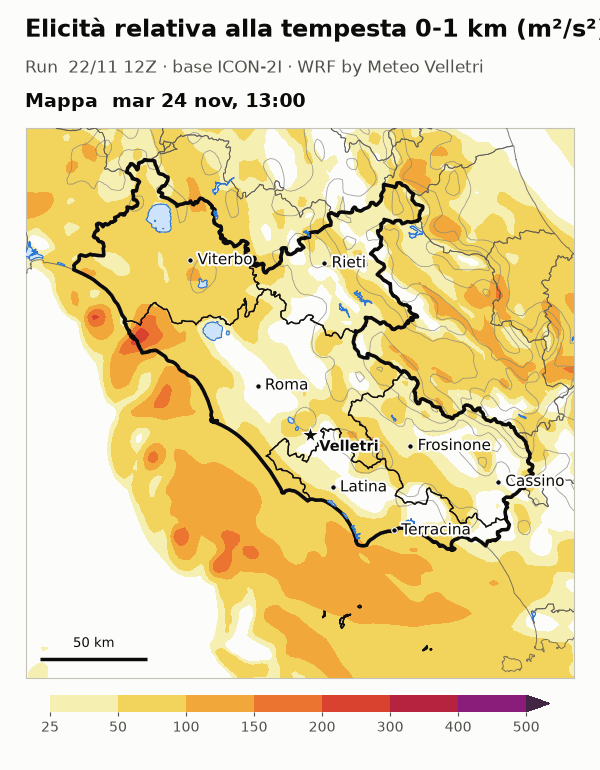 Elicità relativa alla tempesta 0-1 km (m²/s²)
Run  22/11 12Z · base ICON-2I · WRF by Meteo Velletri
Mappa  mar 24 nov, 13:00
Viterbo
Rieti
Roma
Velletri
Frosinone
Cassino
Latina
Terracina
50 km
25 50 100 150 200 300 400 500